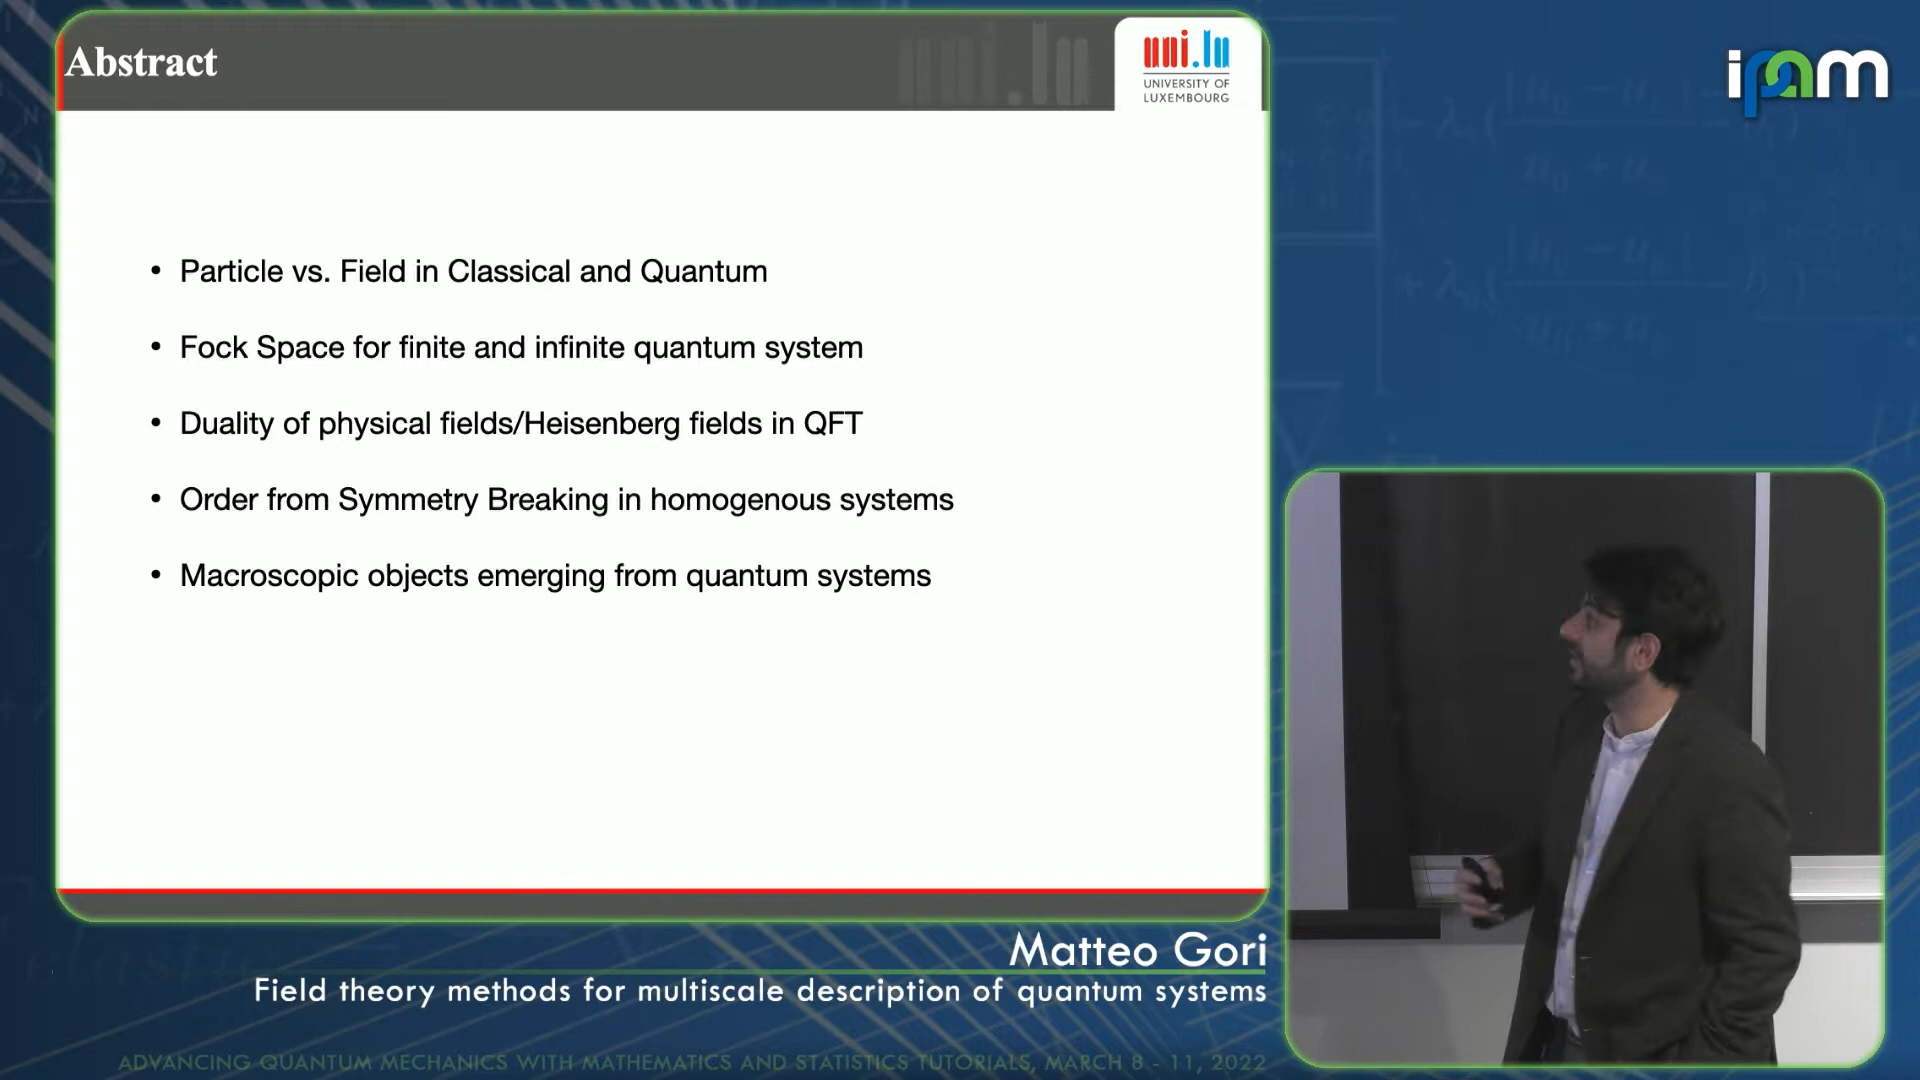 Abstract
uni.lu
UNIVERSITY OF
LUXEMBOURG
ipam
• Particle vs. Field in Classical and Quantum
• Fock Space for finite and infinite quantum system
• Duality of physical fields/Heisenberg fields in QFT
• Order from Symmetry Breaking in homogenous systems
• Macroscopic objects emerging from quantum systems
Matteo Gori
Field theory methods for multiscale description of quantum systems
ADVANCING QUANTUM MECHANICS WITH MATHEMATICS AND STATISTICS TUTORIALS, MARCH 8 - 11, 2022